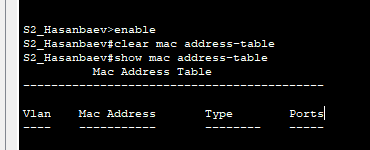 S2_Hasanbaev>enable
S2_Hasanbaev#clear mac address-table
S2_Hasanbaev#show mac address-table
          Mac Address Table
-------------------------------------------

Vlan    Mac Address       Type        Ports
----    -----------       --------    -----